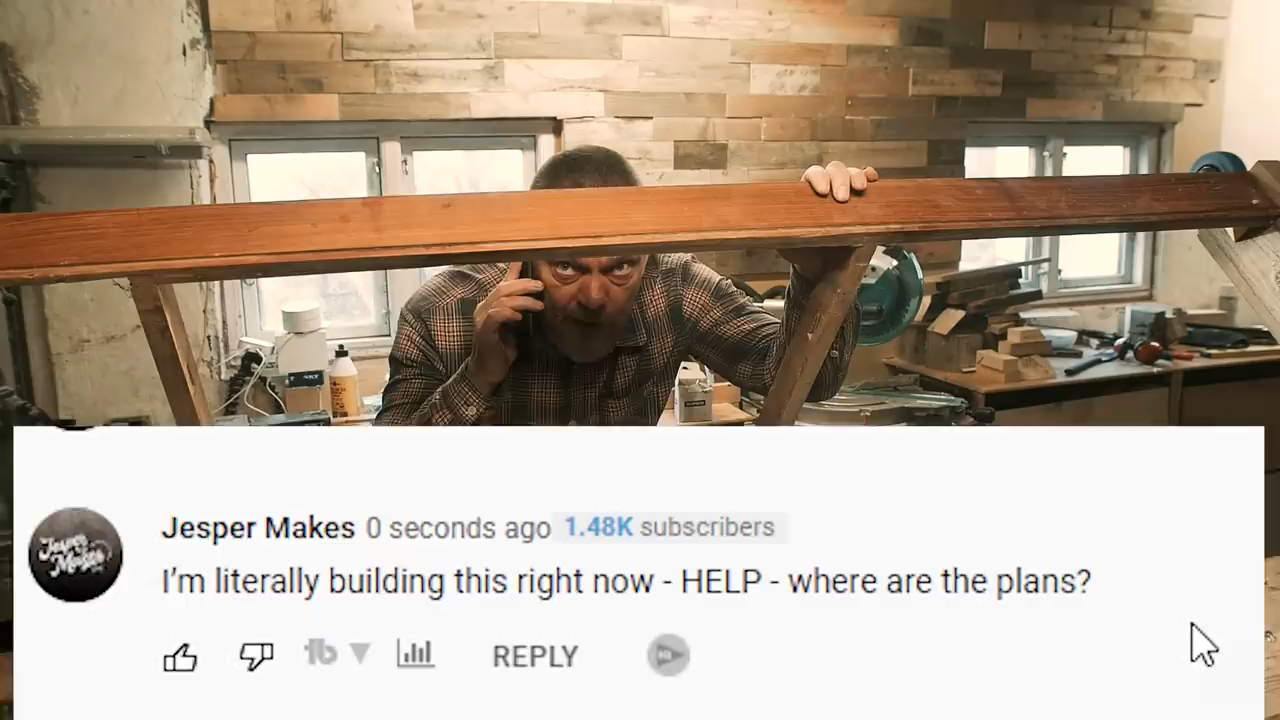 Jesper Makes 0 seconds ago 1.48K subscribers
I'm literally building this right now - HELP - where are the plans?
REPLY